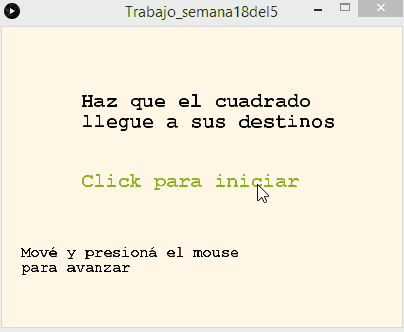 Trabajo_semana18del5
Haz que el cuadrado
llegue a sus destinos
Click para iniciar
Mové y presioná el mouse
para avanzar